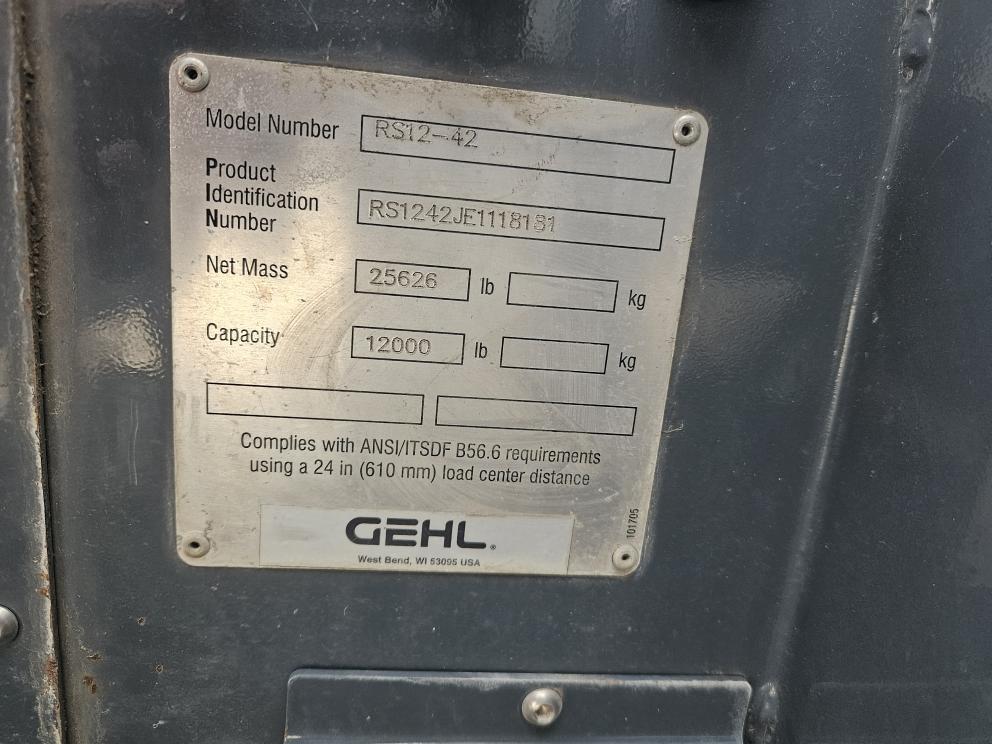 Model Number RS12-42
Product
Identification
Number RS1242JE1118181
Net Mass 25626 lb kg
Capacity 12000 lb kg
Complies with ANSI/ITSDF B56.6 requirements
using a 24 in (610 mm) load center distance
GEHL®
West Bend, WI 53095 USA
101705